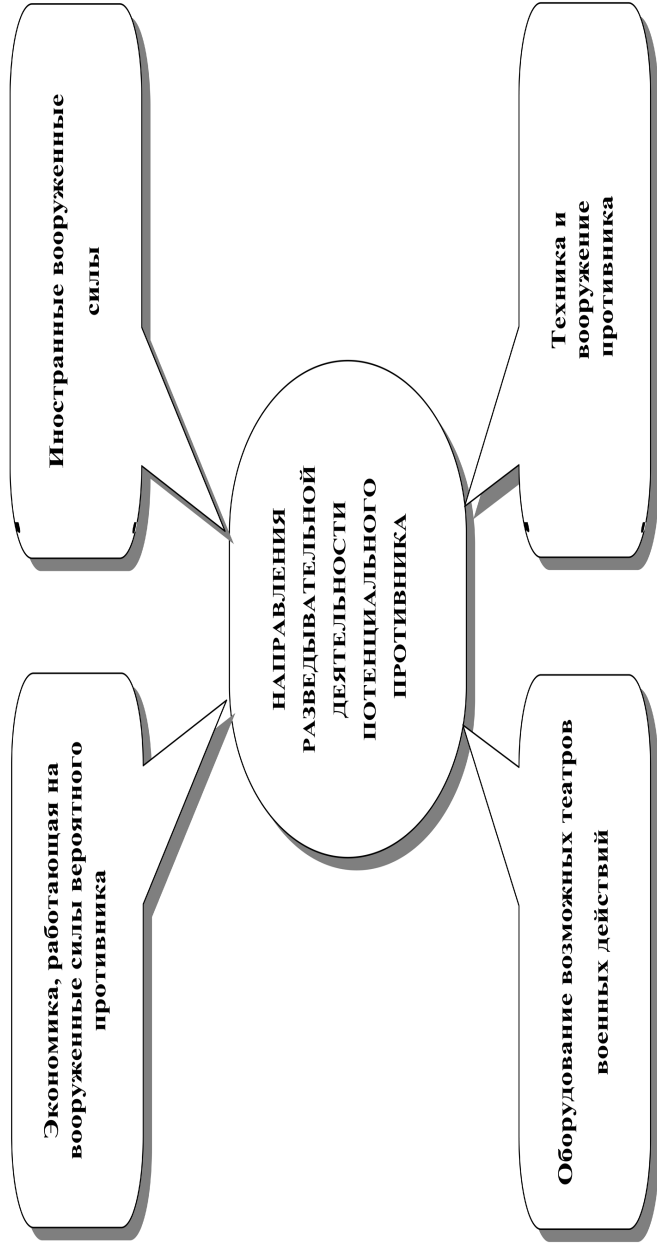 Экономика, работающая на
вооруженные силы вероятного
противника
Иностранные вооруженные
силы
НАПРАВЛЕНИЯ
РАЗВЕДЫВАТЕЛЬНОЙ
ДЕЯТЕЛЬНОСТИ
ПОТЕНЦИАЛЬНОГО
ПРОТИВНИКА
Оборудование возможных театров
военных действий
Техника и
вооружение
противника